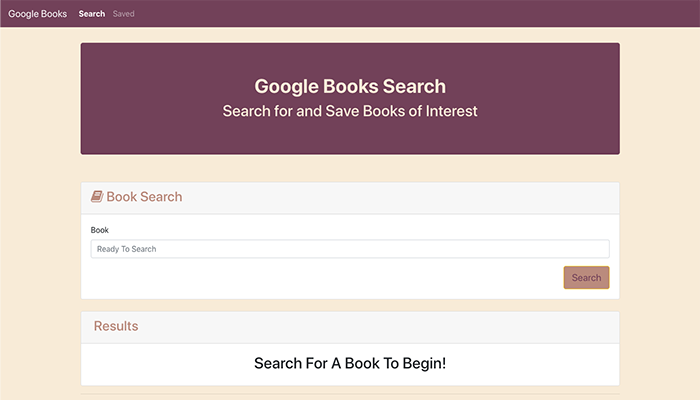 Google Books Search Saved
Google Books Search
Search for and Save Books of Interest
Book Search
Book
Ready To Search
Search
Results
Search For A Book To Begin!